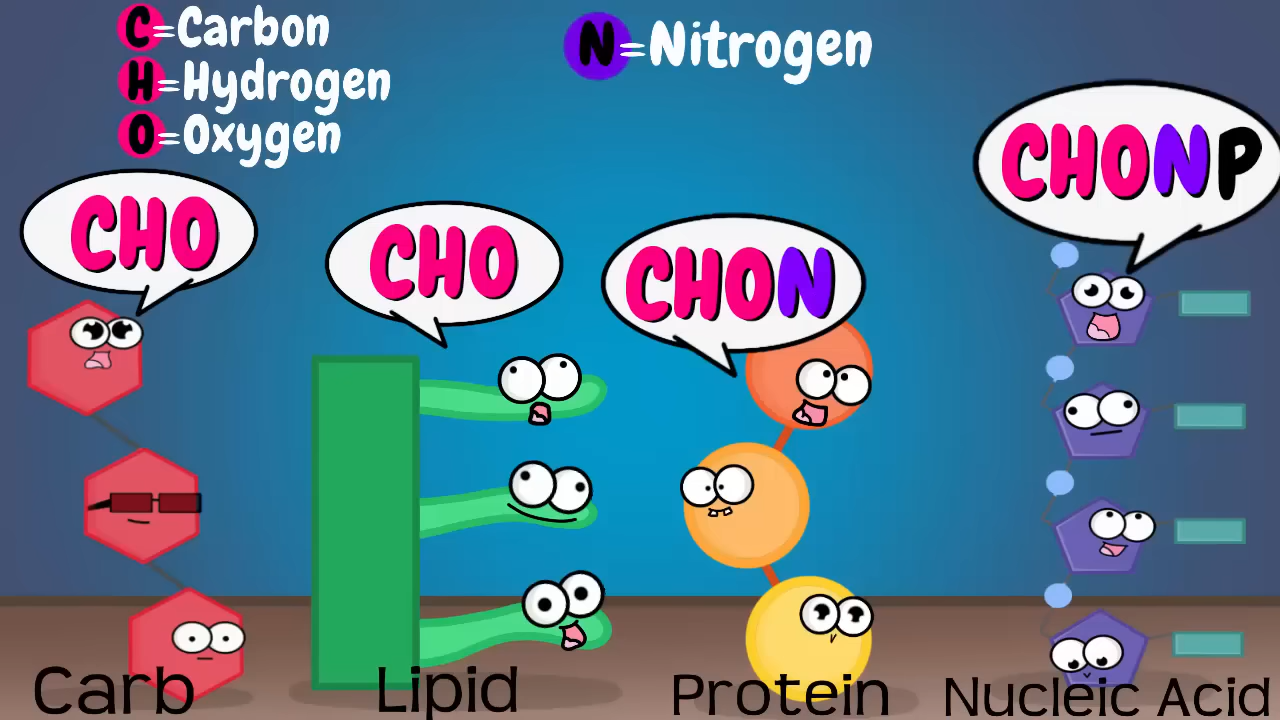 C=Carbon
H=Hydrogen
O=Oxygen
N=Nitrogen
CHO
CHO
CHON
CHONP
Carb
Lipid
Protein
Nucleic Acid